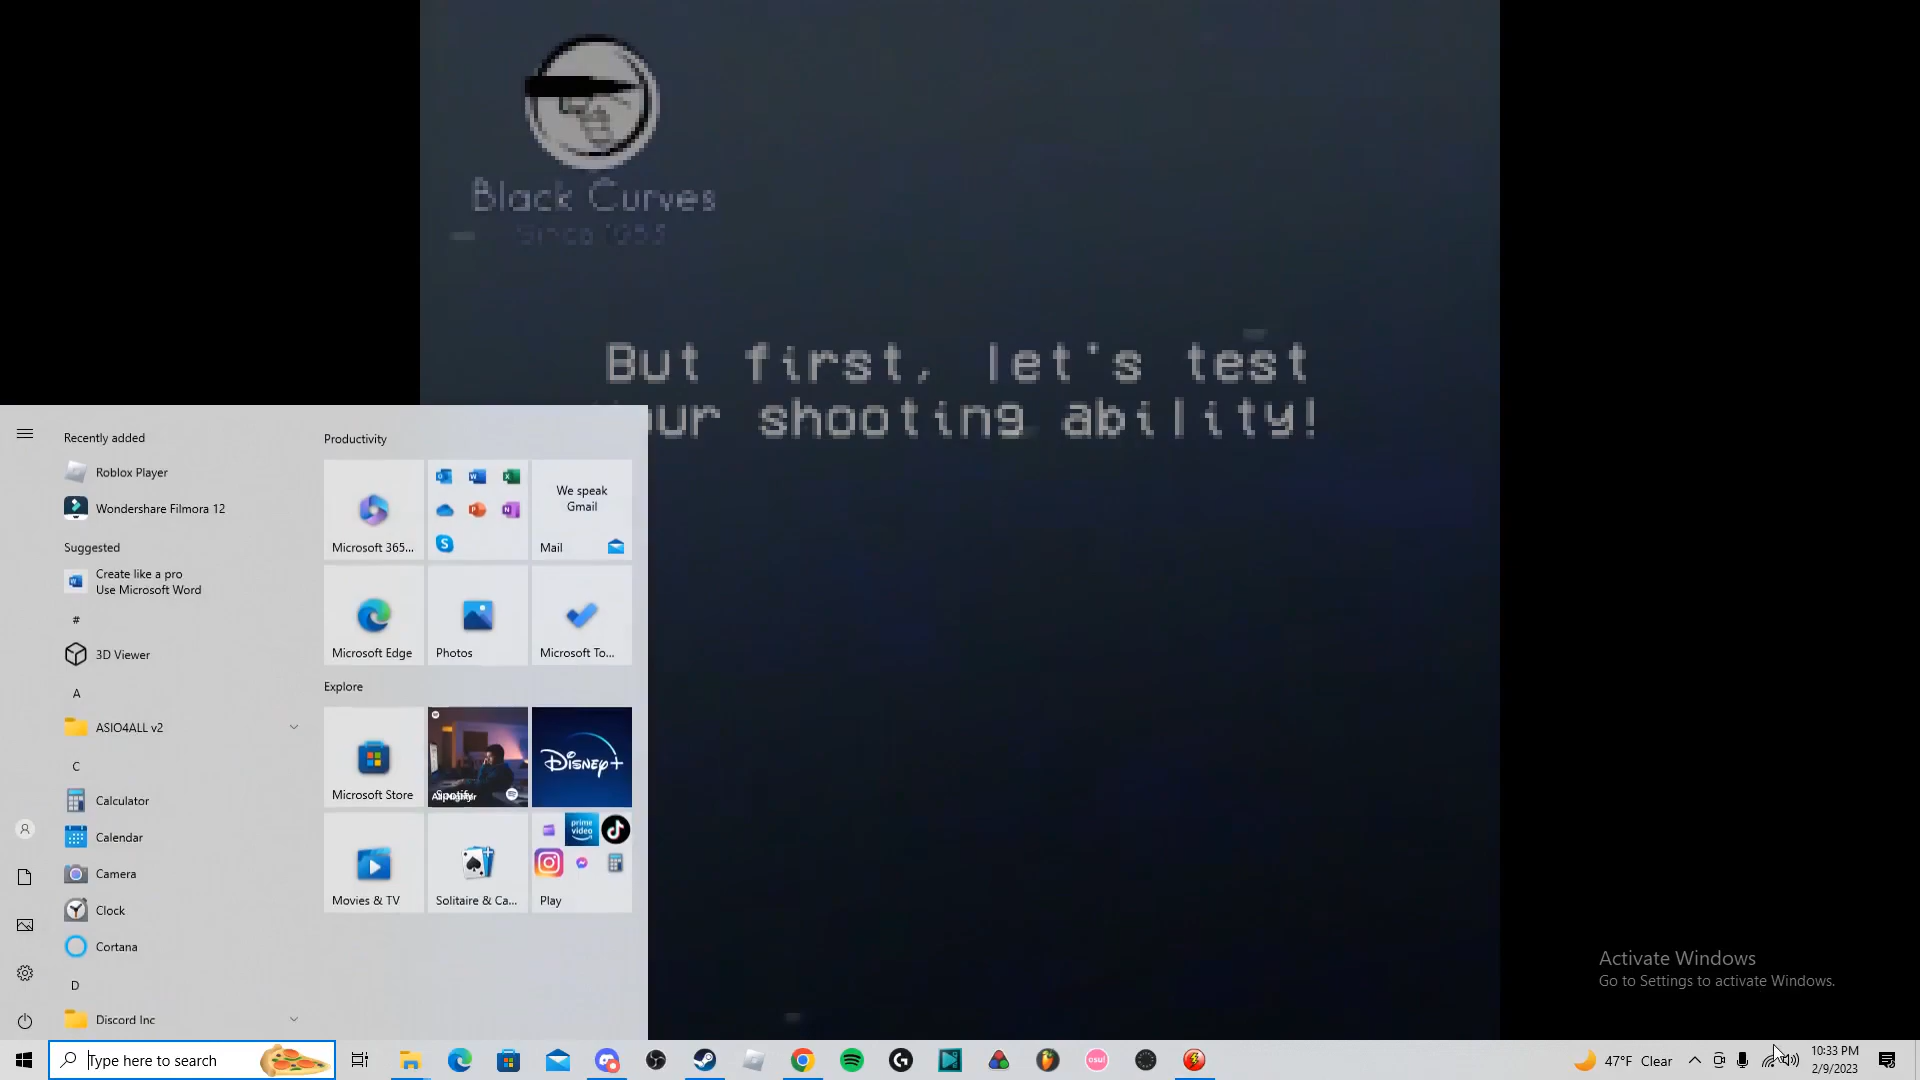 Black Curves
Since 1953
But first, let's test
our shooting ability!
Recently added
Roblox Player
Wondershare Filmora 12
Suggested
Create like a pro
Use Microsoft Word
#
3D Viewer
A
ASIO4ALL v2
C
Calculator
Calendar
Camera
Clock
Cortana
D
Discord Inc
Productivity
Microsoft 365...
We speak
Gmail
Mail
Microsoft Edge
Photos
Microsoft To...
Explore
Microsoft Store
Spotify
Disney+
Movies & TV
Solitaire & Ca...
prime video
Play
Activate Windows
Go to Settings to activate Windows.
Type here to search
osu!
47°F Clear
10:33 PM
2/9/2023